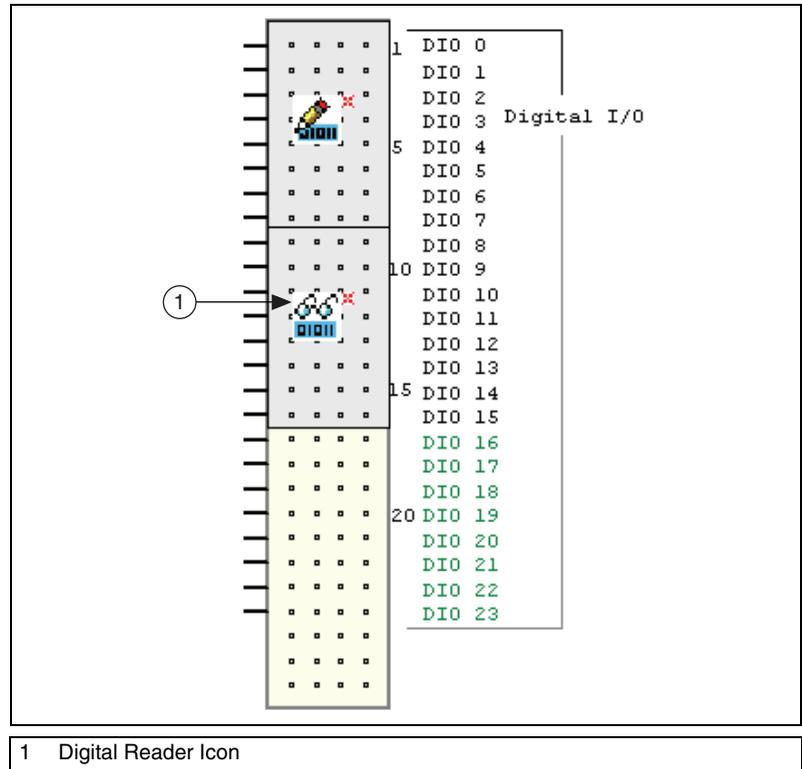 1 DIO 0
DIO 1
DIO 2
DIO 3 Digital I/O
5 DIO 4
DIO 5
DIO 6
DIO 7
DIO 8
10 DIO 9
DIO 10
1
DIO 11
01011
01011
DIO 12
DIO 13
15 DIO 14
DIO 15
DIO 16
DIO 17
DIO 18
20 DIO 19
DIO 20
DIO 21
DIO 22
DIO 23
1 Digital Reader Icon